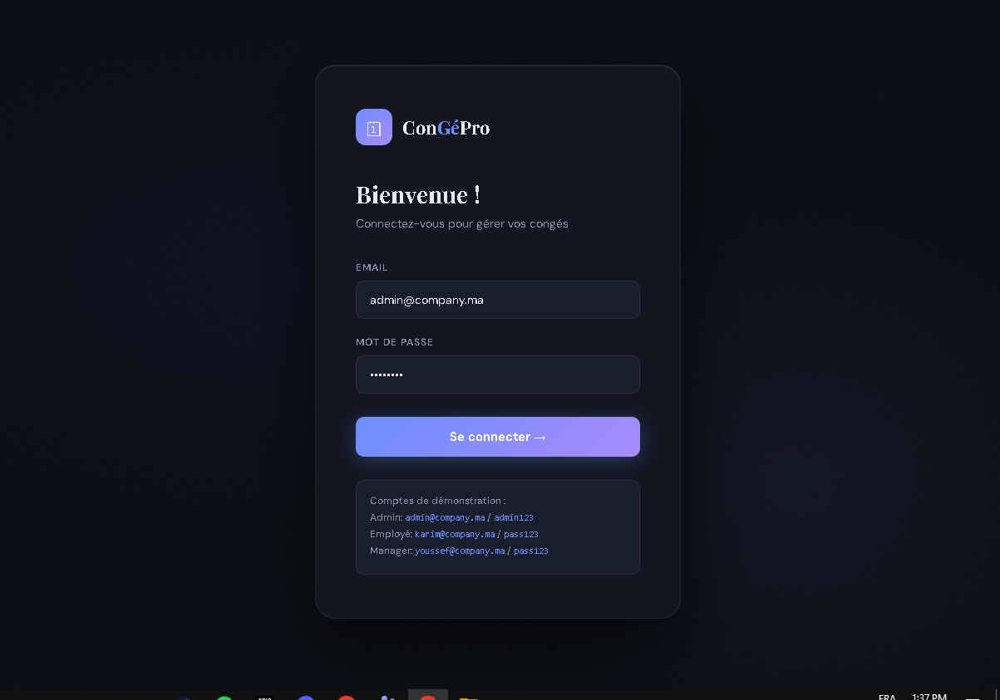 1
ConGéPro
Bienvenue !
Connectez-vous pour gérer vos congés
EMAIL
admin@company.ma
MOT DE PASSE
••••••••
Se connecter →
Comptes de démonstration :
Admin: admin@company.ma / admin123
Employé: karim@company.ma / pass123
Manager: youssef@company.ma / pass123
FRA 1:37 PM